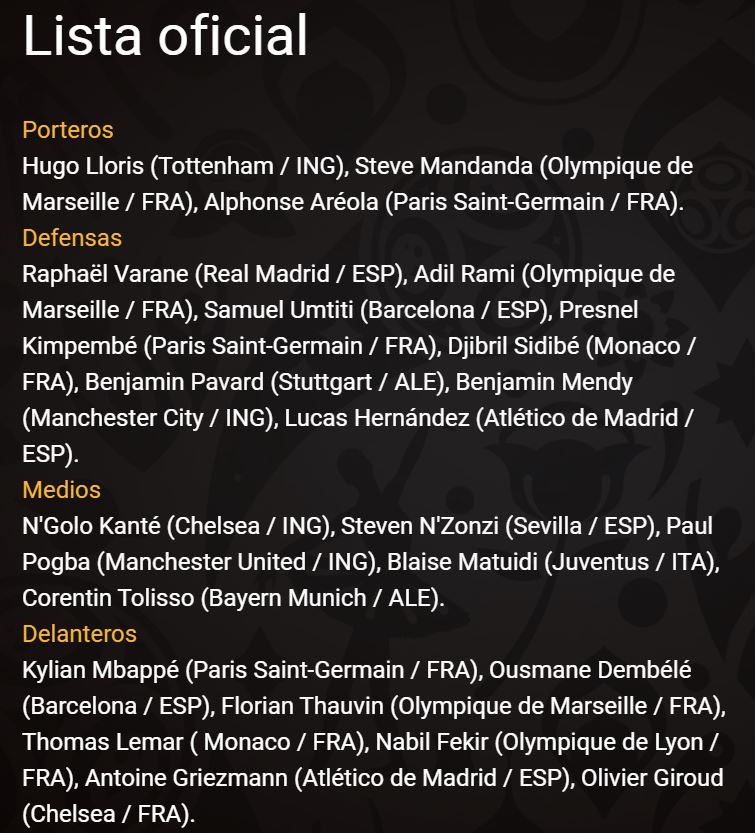 Lista oficial
Porteros
Hugo Lloris (Tottenham / ING), Steve Mandanda (Olympique de
Marseille / FRA), Alphonse Aréola (Paris Saint-Germain / FRA).
Defensas
Raphaël Varane (Real Madrid / ESP), Adil Rami (Olympique de
Marseille / FRA), Samuel Umtiti (Barcelona / ESP), Presnel
Kimpembé (Paris Saint-Germain / FRA), Djibril Sidibé (Monaco /
FRA), Benjamin Pavard (Stuttgart / ALE), Benjamin Mendy
(Manchester City / ING), Lucas Hernández (Atlético de Madrid /
ESP).
Medios
N'Golo Kanté (Chelsea / ING), Steven N'Zonzi (Sevilla / ESP), Paul
Pogba (Manchester United / ING), Blaise Matuidi (Juventus / ITA),
Corentin Tolisso (Bayern Munich / ALE).
Delanteros
Kylian Mbappé (Paris Saint-Germain / FRA), Ousmane Dembélé
(Barcelona / ESP), Florian Thauvin (Olympique de Marseille / FRA),
Thomas Lemar ( Monaco / FRA), Nabil Fekir (Olympique de Lyon /
FRA), Antoine Griezmann (Atlético de Madrid / ESP), Olivier Giroud
(Chelsea / FRA).